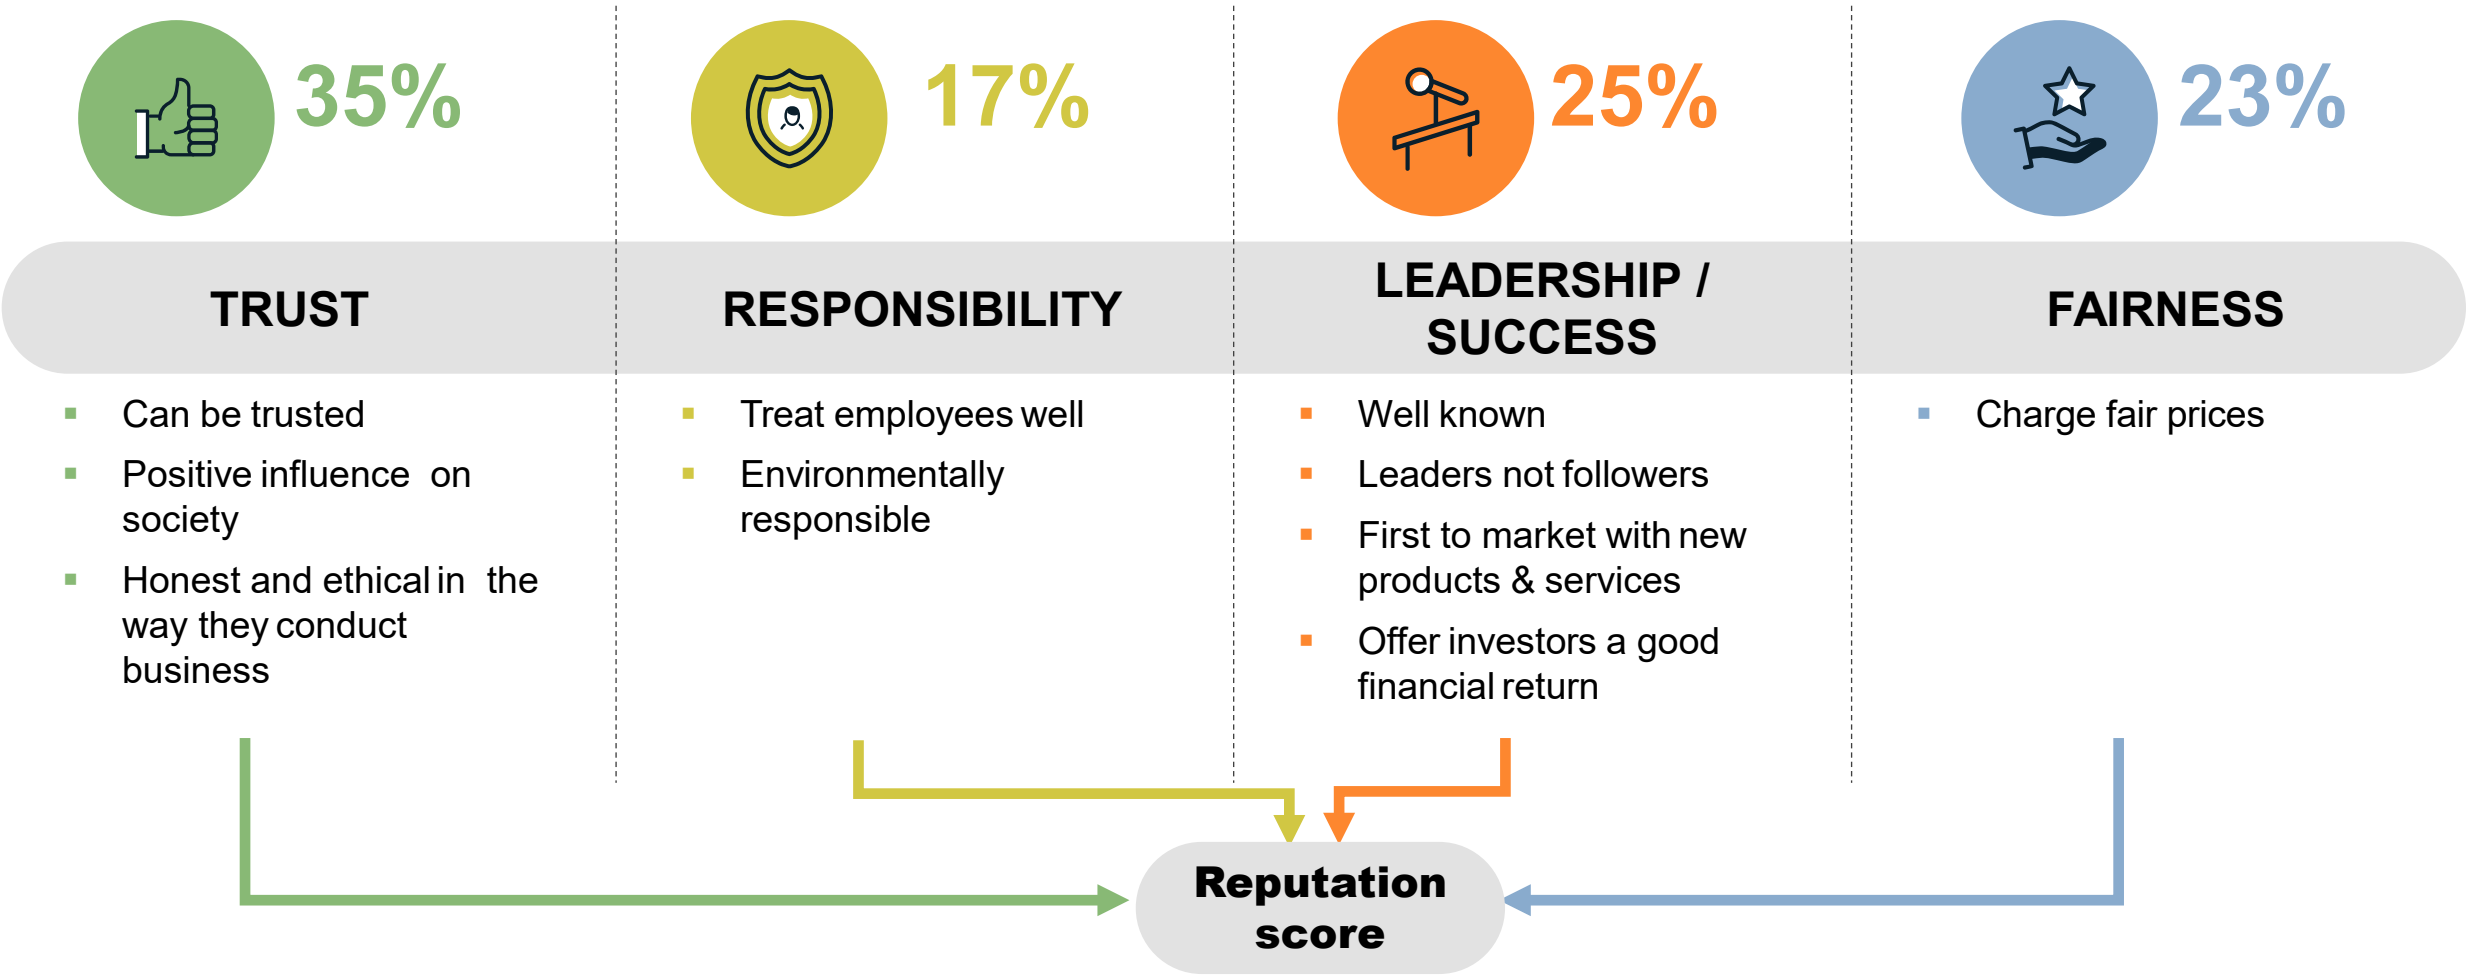 35%
17%
25%
23%
TRUST
RESPONSIBILITY
LEADERSHIP /
SUCCESS
FAIRNESS
Can be trusted
Positive influence on
society
Honest and ethical in the
way they conduct
business
Treat employees well
Environmentally
responsible
Well known
Leaders not followers
First to market with new
products & services
Offer investors a good
financial return
Charge fair prices
Reputation
score